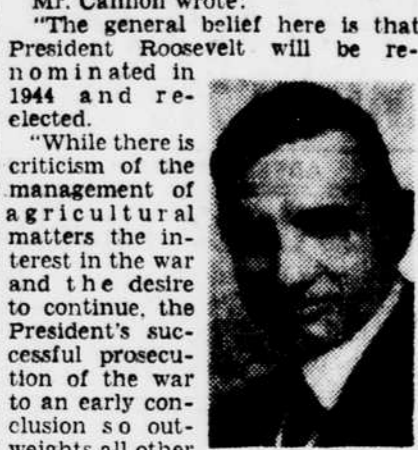 Mr. Cannon wrote:
"The general belief here is that
President Roosevelt will be re-
nominated in
1944 and re-
elected.
"While there is
criticism of the
management of
agricultural
matters the in-
terest in the war
and the desire
to continue, the
President's suc-
cessful prosecu-
tion of the war
to an early con-
clusion so out-
weights all other